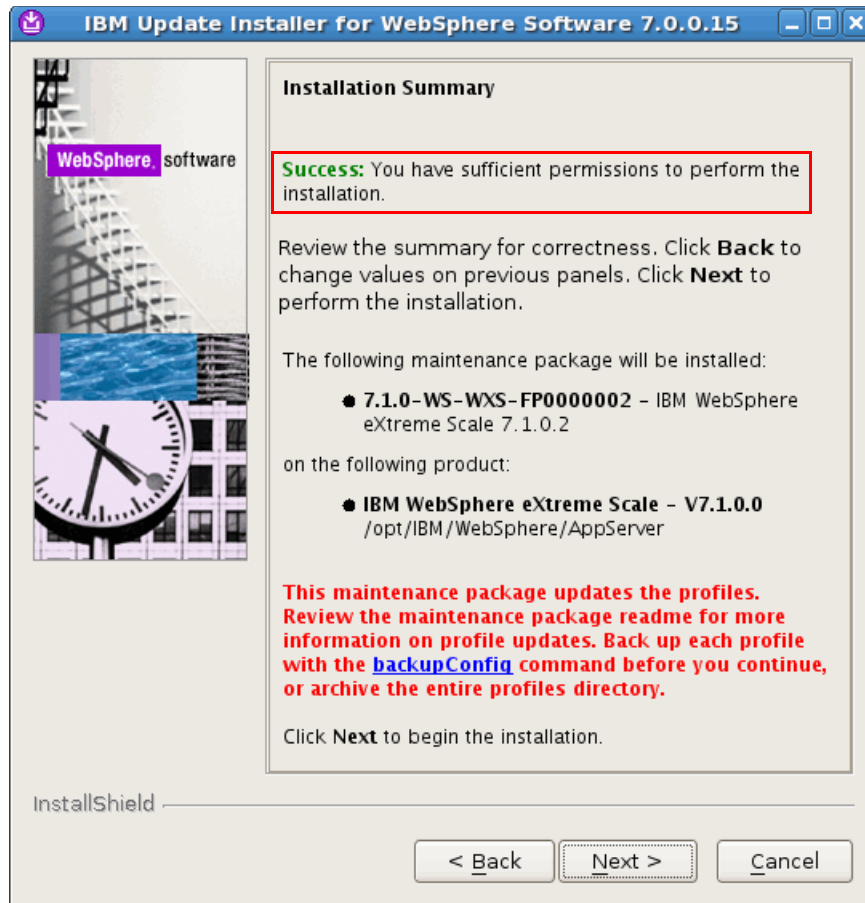 IBM Update Installer for WebSphere Software 7.0.0.15
WebSphere. software
Installation Summary
Success: You have sufficient permissions to perform the
installation.
Review the summary for correctness. Click Back to
change values on previous panels. Click Next to
perform the installation.
The following maintenance package will be installed:
● 7.1.0-WS-WXS-FP0000002 – IBM WebSphere
eXtreme Scale 7.1.0.2
on the following product:
● IBM WebSphere eXtreme Scale – V7.1.0.0
/opt/IBM/WebSphere/AppServer
This maintenance package updates the profiles.
Review the maintenance package readme for more
information on profile updates. Back up each profile
with the backupConfig command before you continue,
or archive the entire profiles directory.
Click Next to begin the installation.
InstallShield
< Back
Next >
Cancel